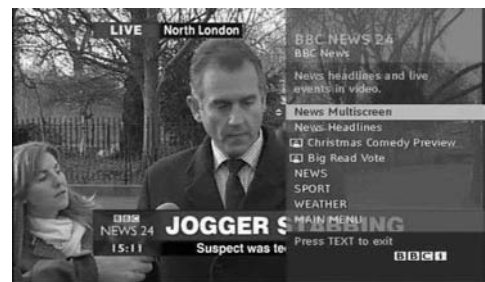 LIVE North London
BBC NEWS 24
BBC News
News headlines and live
events in video.
News Multiscreen
News Headlines
Christmas Comedy Preview
Big Read Vote
NEWS
SPORT
WEATHER
MAIN MENU
Press TEXT to exit
BBC 1
BBC
NEWS 24
15:11
JOGGER STABBING
Suspect was